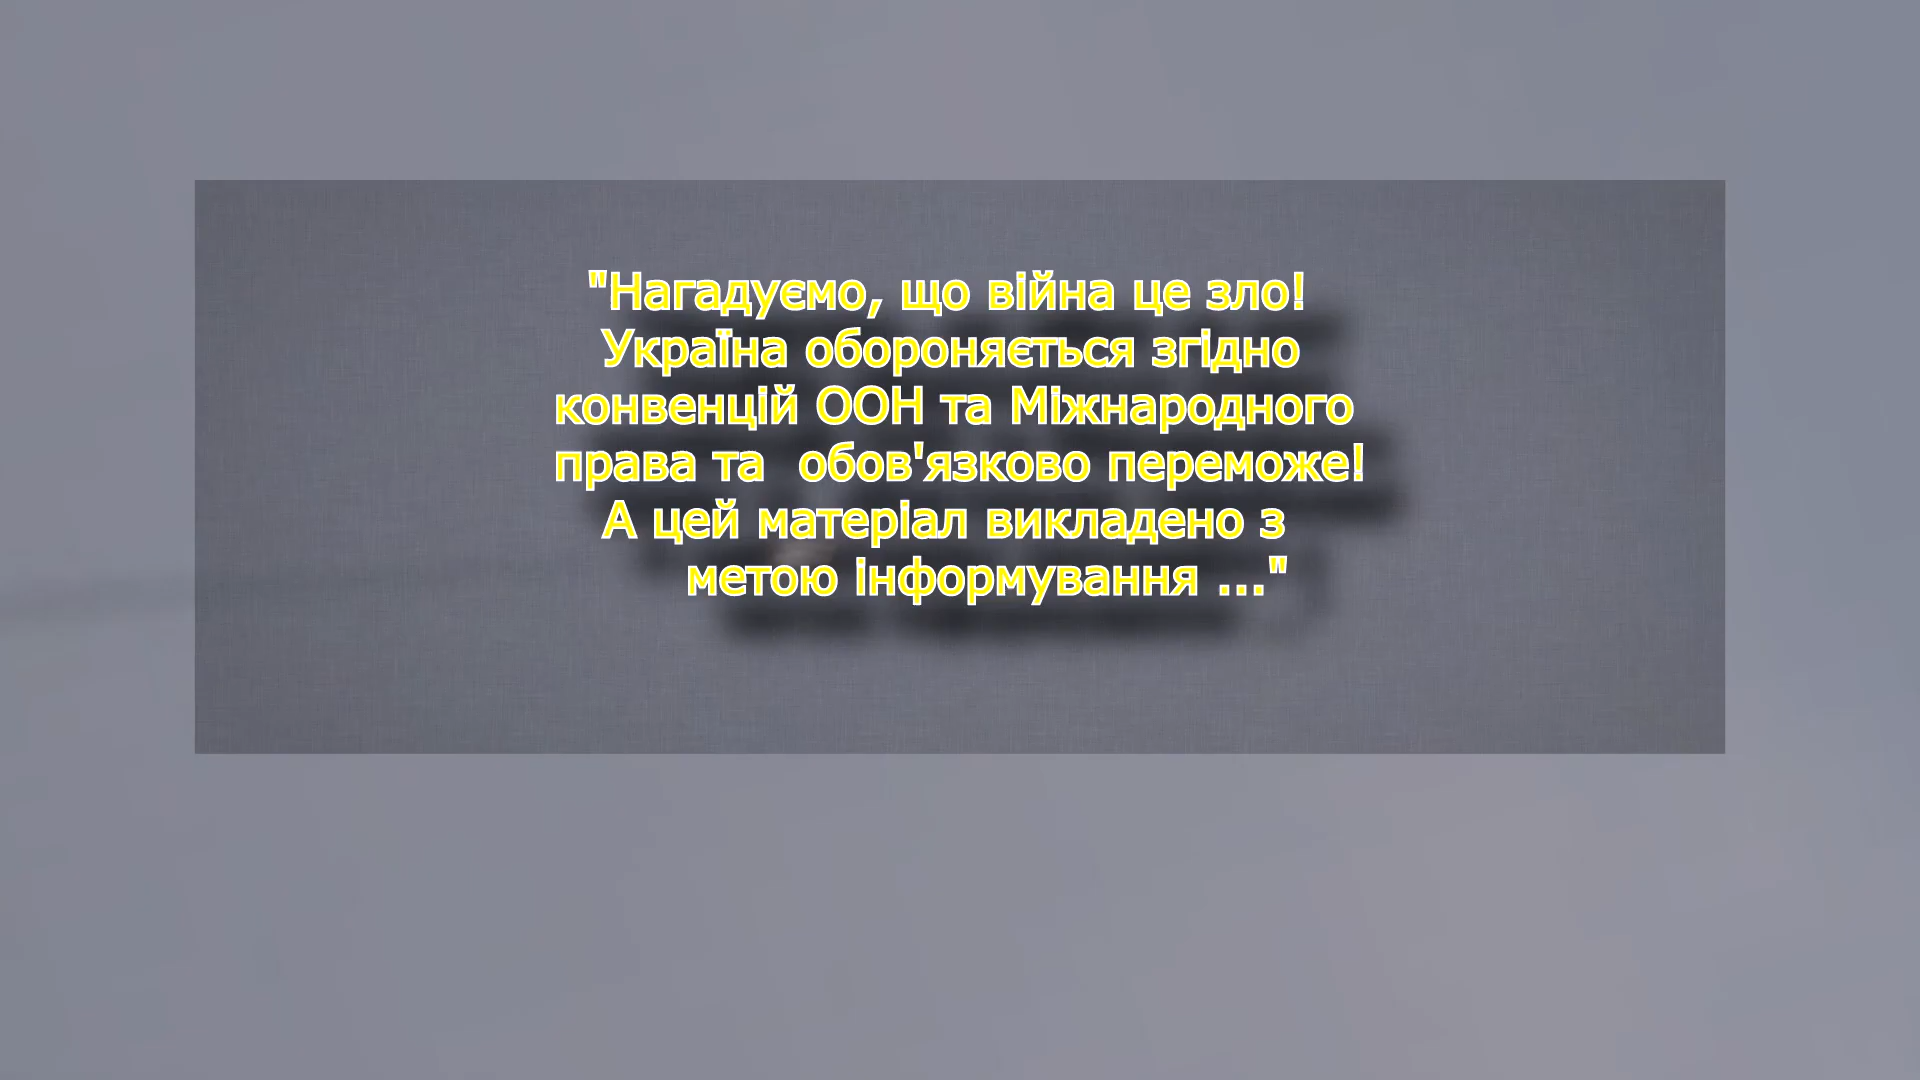 "Нагадуємо, що війна це зло!
Україна обороняється згідно
конвенцій ООН та Міжнародного
права та  обов'язково переможе!
А цей матеріал викладено з
метою інформування ..."